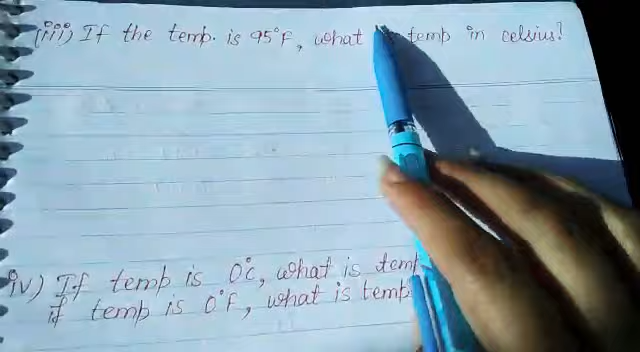 (iii) If the temp. is 95°F, what temp in celsius?
iv) If temp is 0°C, what is temp
if temp is 0°F, what is temp